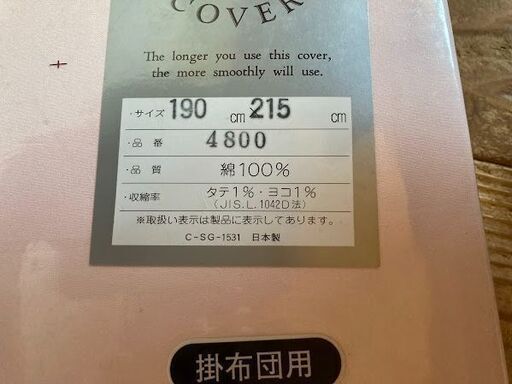 COVER
The longer you use this cover,
the more smoothly will use.
・サイズ 190 cm 215 cm
・品番 4800
・品質 綿100%
・収縮率 タテ1%・ヨコ1%
（JIS.L.1042D法）
※取扱い表示は製品に表示してあります。
C-SG-1531 日本製
掛布団用